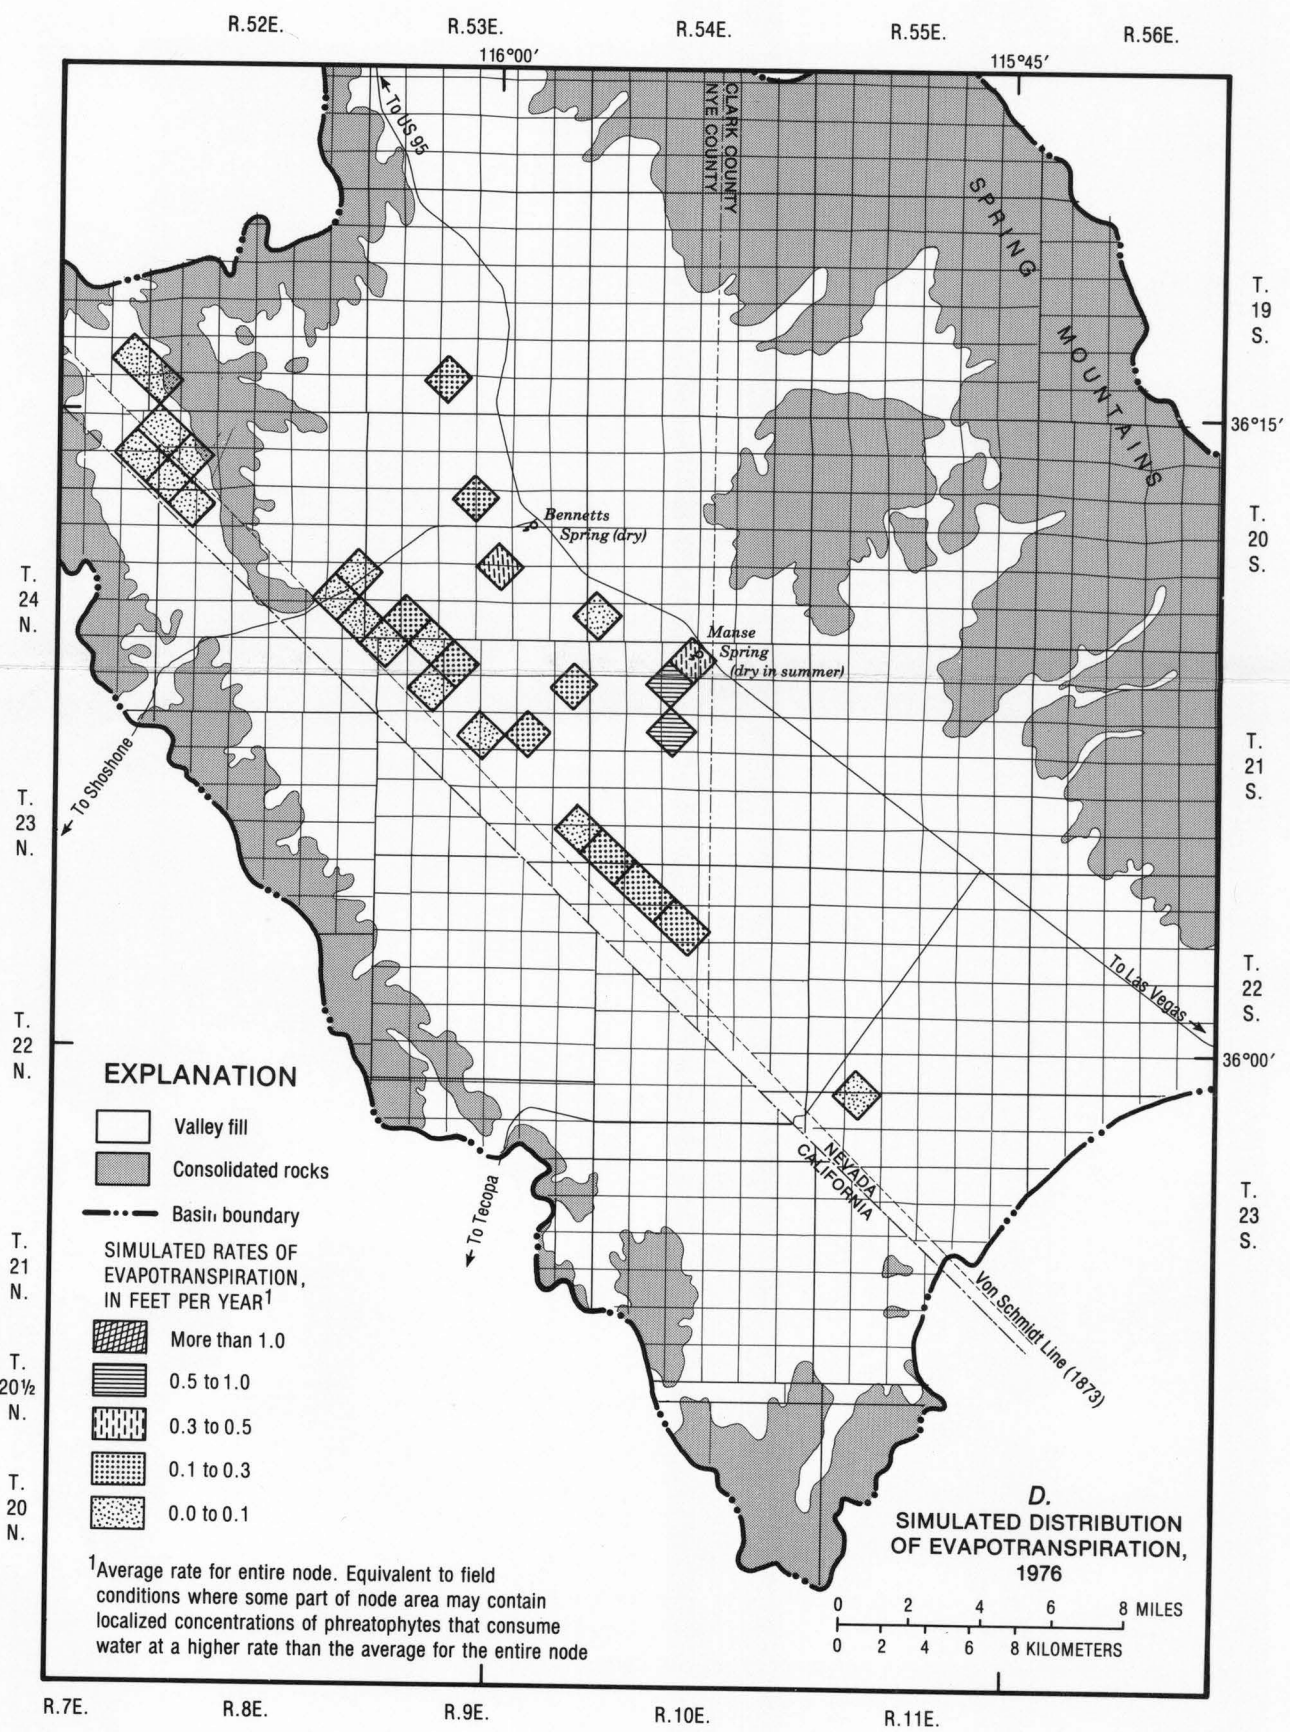 R.52E. R.53E. R.54E. R.55E. R.56E.
116°00′ 115°45′
To US 95
CLARK COUNTY
NYE COUNTY
SPRING MOUNTAINS
T.
19
S.
36°15′
Bennetts
Spring (dry)
T.
20
S.
T.
24
N.
Manse
Spring
(dry in summer)
To Shoshone
T.
21
S.
T.
23
N.
To Las Vegas
T.
22
S.
T.
22
N.
36°00′
EXPLANATION
Valley fill
Consolidated rocks
Basin boundary
SIMULATED RATES OF
EVAPOTRANSPIRATION,
IN FEET PER YEAR1
More than 1.0
0.5 to 1.0
0.3 to 0.5
0.1 to 0.3
0.0 to 0.1
1Average rate for entire node. Equivalent to field
conditions where some part of node area may contain
localized concentrations of phreatophytes that consume
water at a higher rate than the average for the entire node
NEVADA
CALIFORNIA
To Tecopa
T.
23
S.
T.
21
N.
Von Schmidt Line (1873)
T.
20½
N.
T.
20
N.
D.
SIMULATED DISTRIBUTION
OF EVAPOTRANSPIRATION,
1976
0 2 4 6 8 MILES
0 2 4 6 8 KILOMETERS
R.7E. R.8E. R.9E. R.10E. R.11E.